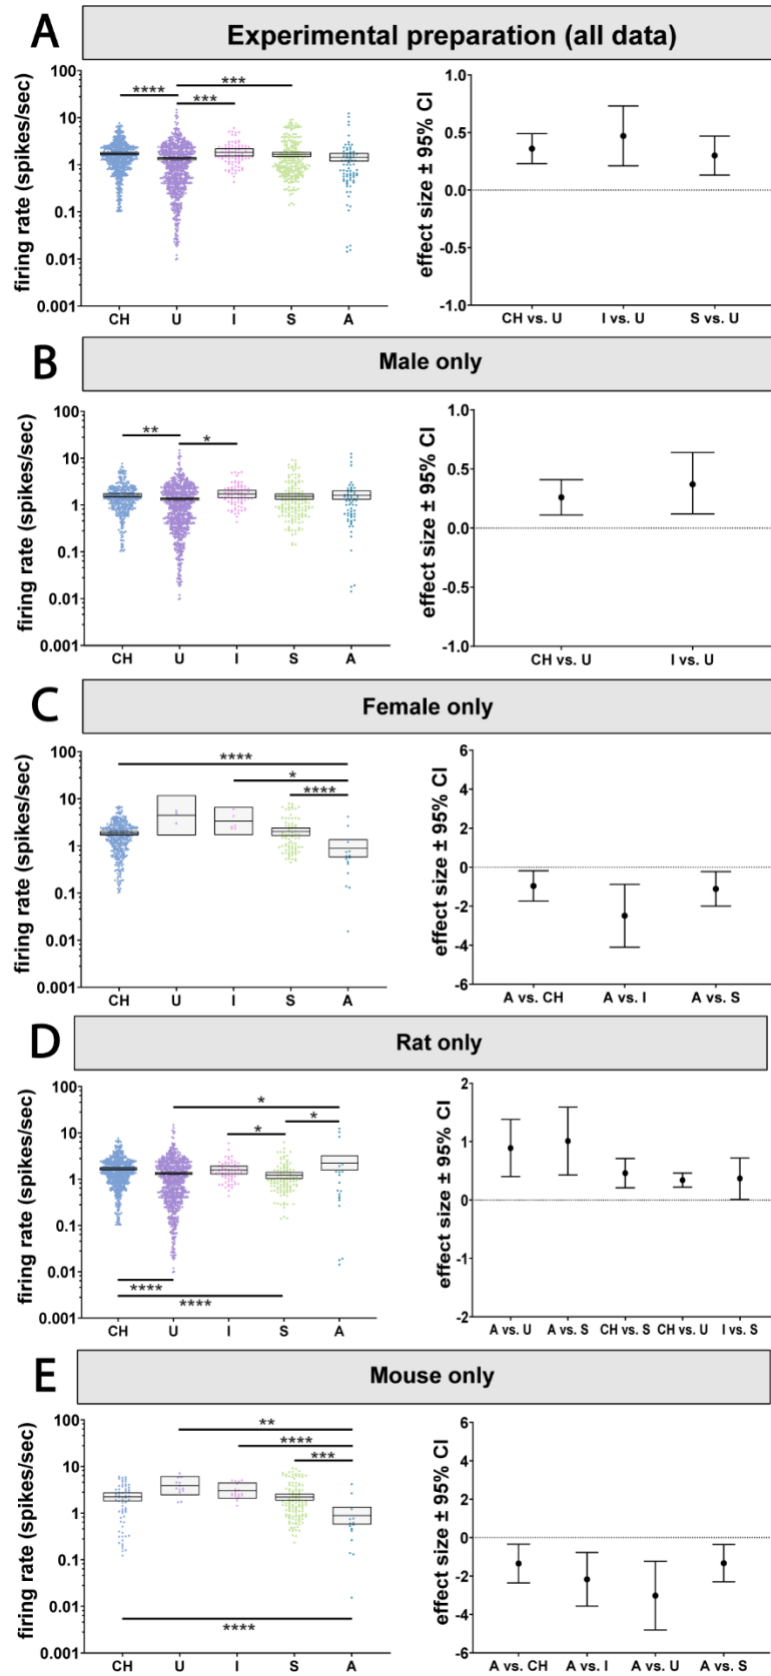 A
Experimental preparation (all data)
firing rate (spikes/sec)
100
10
1
0.1
0.01
0.001
**** *** ***
CH U I S A
effect size ± 95% CI
1.0
0.5
0.0
-0.5
-1.0
CH vs. U I vs. U S vs. U
B
Male only
firing rate (spikes/sec)
100
10
1
0.1
0.01
0.001
** *
CH U I S A
effect size ± 95% CI
1.0
0.5
0.0
-0.5
-1.0
CH vs. U I vs. U
C
Female only
firing rate (spikes/sec)
100
10
1
0.1
0.01
0.001
****
*
****
CH U I S A
effect size ± 95% CI
6
4
2
0
-2
-4
-6
A vs. CH A vs. I A vs. S
D
Rat only
firing rate (spikes/sec)
100
10
1
0.1
0.01
0.001
*
* *
****
****
CH U I S A
effect size ± 95% CI
2
1
0
-1
-2
A vs. U A vs. S CH vs. S CH vs. U I vs. S
E
Mouse only
firing rate (spikes/sec)
100
10
1
0.1
0.01
0.001
**
****
***
****
CH U I S A
effect size ± 95% CI
6
4
2
0
-2
-4
-6
A vs. CH A vs. I A vs. U A vs. S